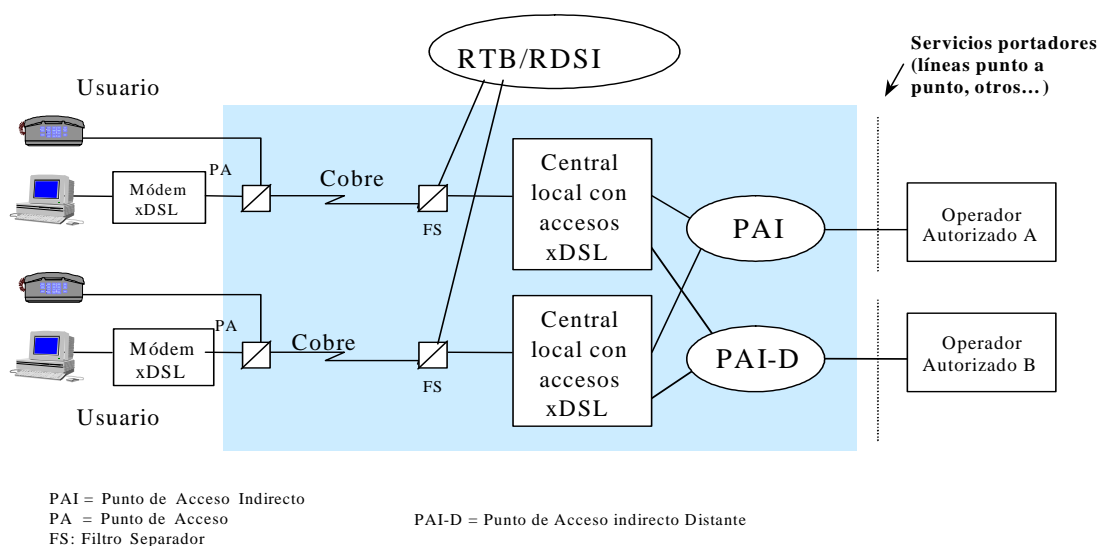 RTB/RDSI
Servicios portadores
(líneas punto a
punto, otros...)
Usuario
PA
Módem
xDSL
Cobre
FS
Central
local con
accesos
xDSL
PAI
Operador
Autorizado A
PA
Módem
xDSL
Cobre
FS
Central
local con
accesos
xDSL
PAI-D
Operador
Autorizado B
Usuario
PAI = Punto de Acceso Indirecto
PA = Punto de Acceso
FS: Filtro Separador
PAI-D = Punto de Acceso indirecto Distante